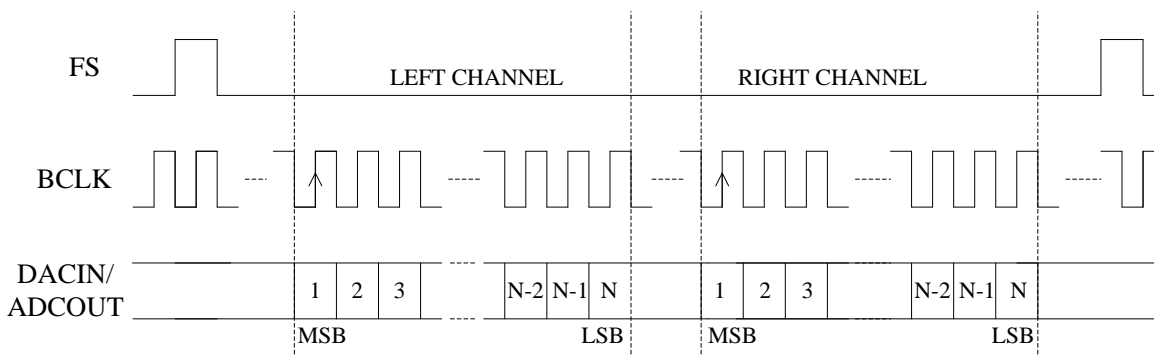 FS
LEFT CHANNEL
RIGHT CHANNEL
BCLK
DACIN/
ADCOUT
1 2 3 N-2 N-1 N 1 2 3 N-2 N-1 N
MSB LSB MSB LSB